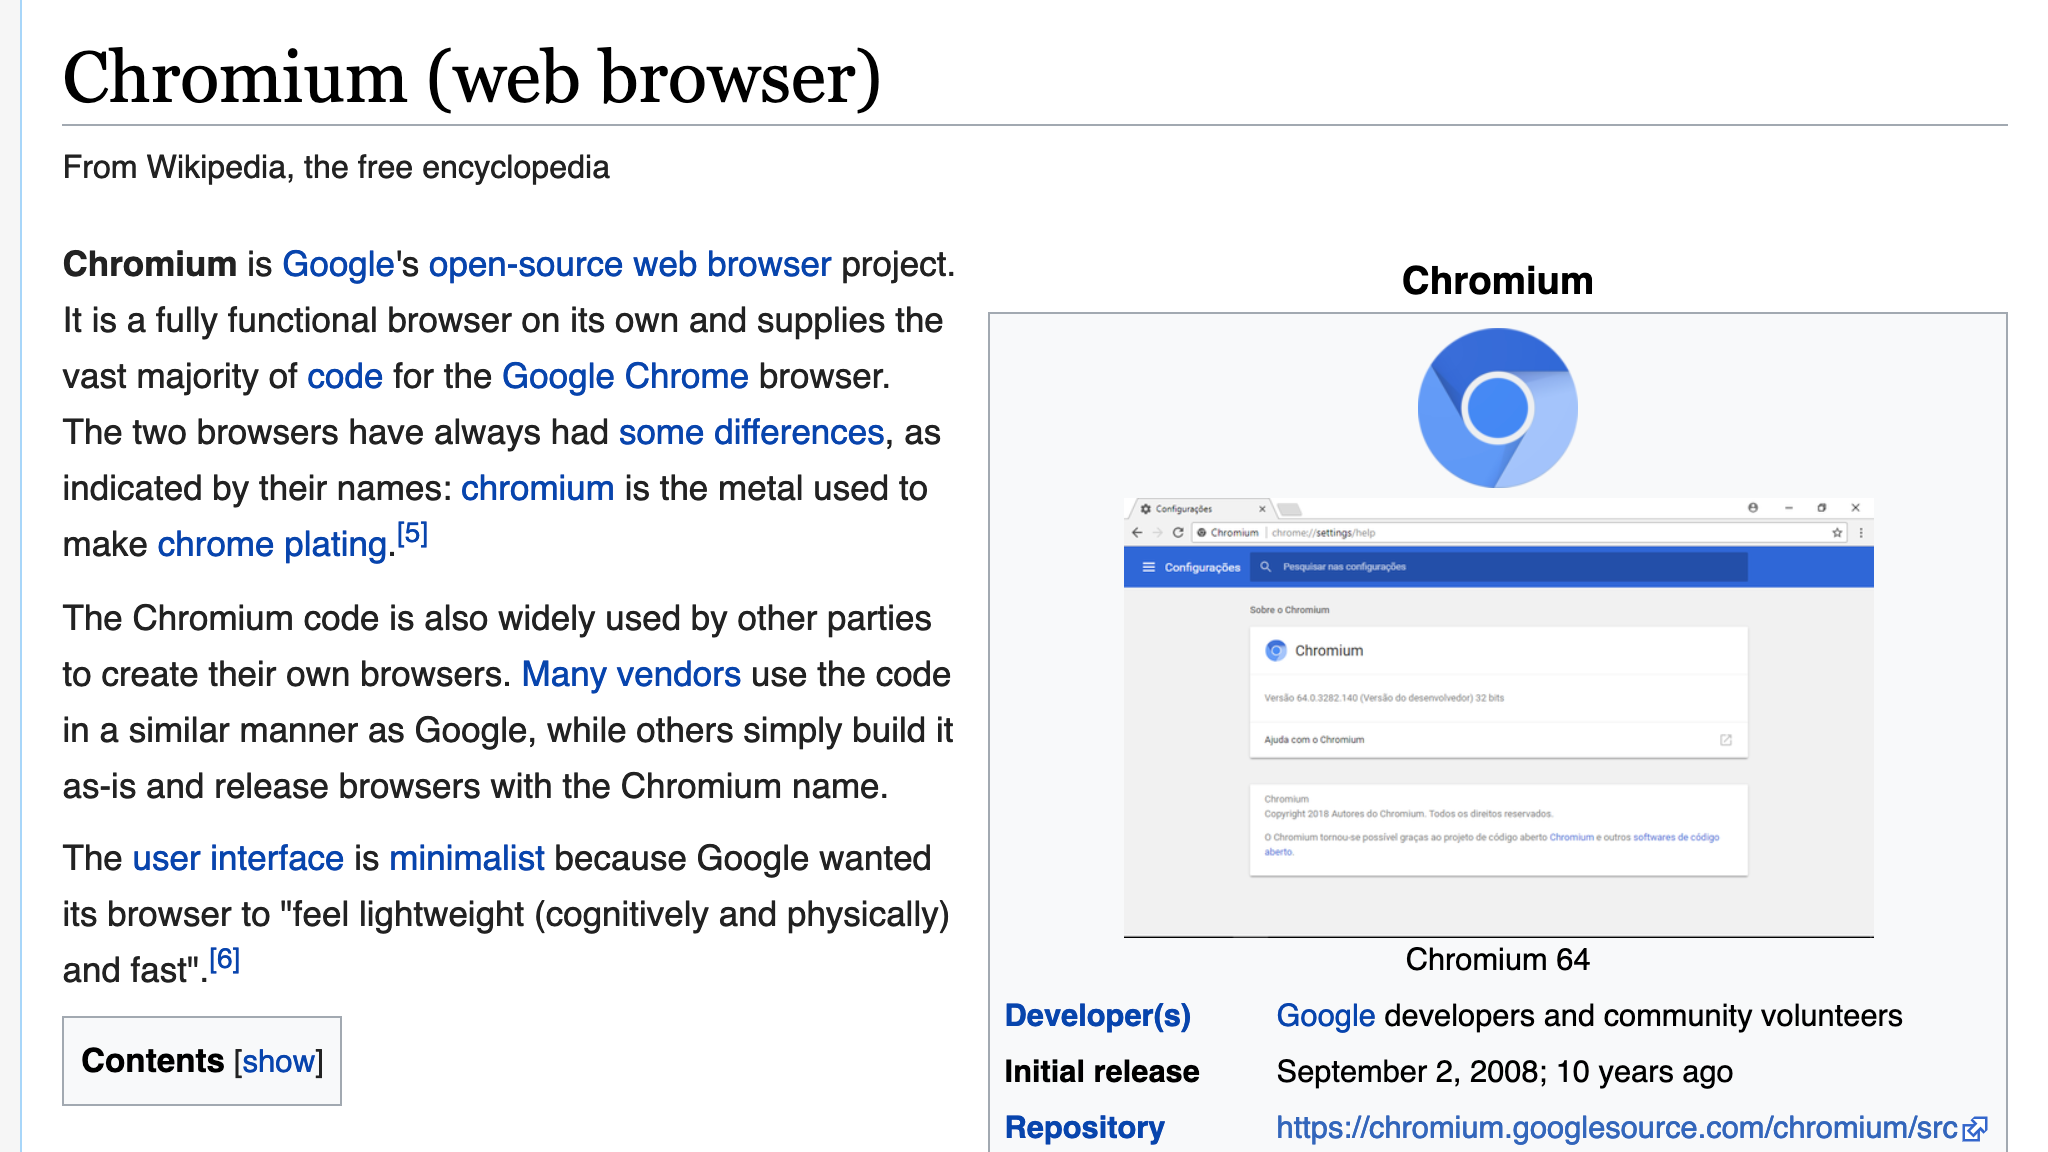 Chromium (web browser)
From Wikipedia, the free encyclopedia
Chromium is Google's open-source web browser project.
It is a fully functional browser on its own and supplies the
vast majority of code for the Google Chrome browser.
The two browsers have always had some differences, as
indicated by their names: chromium is the metal used to
make chrome plating.[5]
The Chromium code is also widely used by other parties
to create their own browsers. Many vendors use the code
in a similar manner as Google, while others simply build it
as-is and release browsers with the Chromium name.
The user interface is minimalist because Google wanted
its browser to "feel lightweight (cognitively and physically)
and fast".[6]
Contents [show]
Chromium
Configurações
Chromium | chrome://settings/help
Configurações Pesquisar nas configurações
Sobre o Chromium
Chromium
Versão 64.0.3282.140 (Versão do desenvolvedor) 32 bits
Ajuda com o Chromium
Chromium
Copyright 2018 Autores do Chromium. Todos os direitos reservados.
O Chromium tornou-se possível graças ao projeto de código aberto Chromium e outros softwares de código
aberto.
Chromium 64
Developer(s) Google developers and community volunteers
Initial release September 2, 2008; 10 years ago
Repository https://chromium.googlesource.com/chromium/src